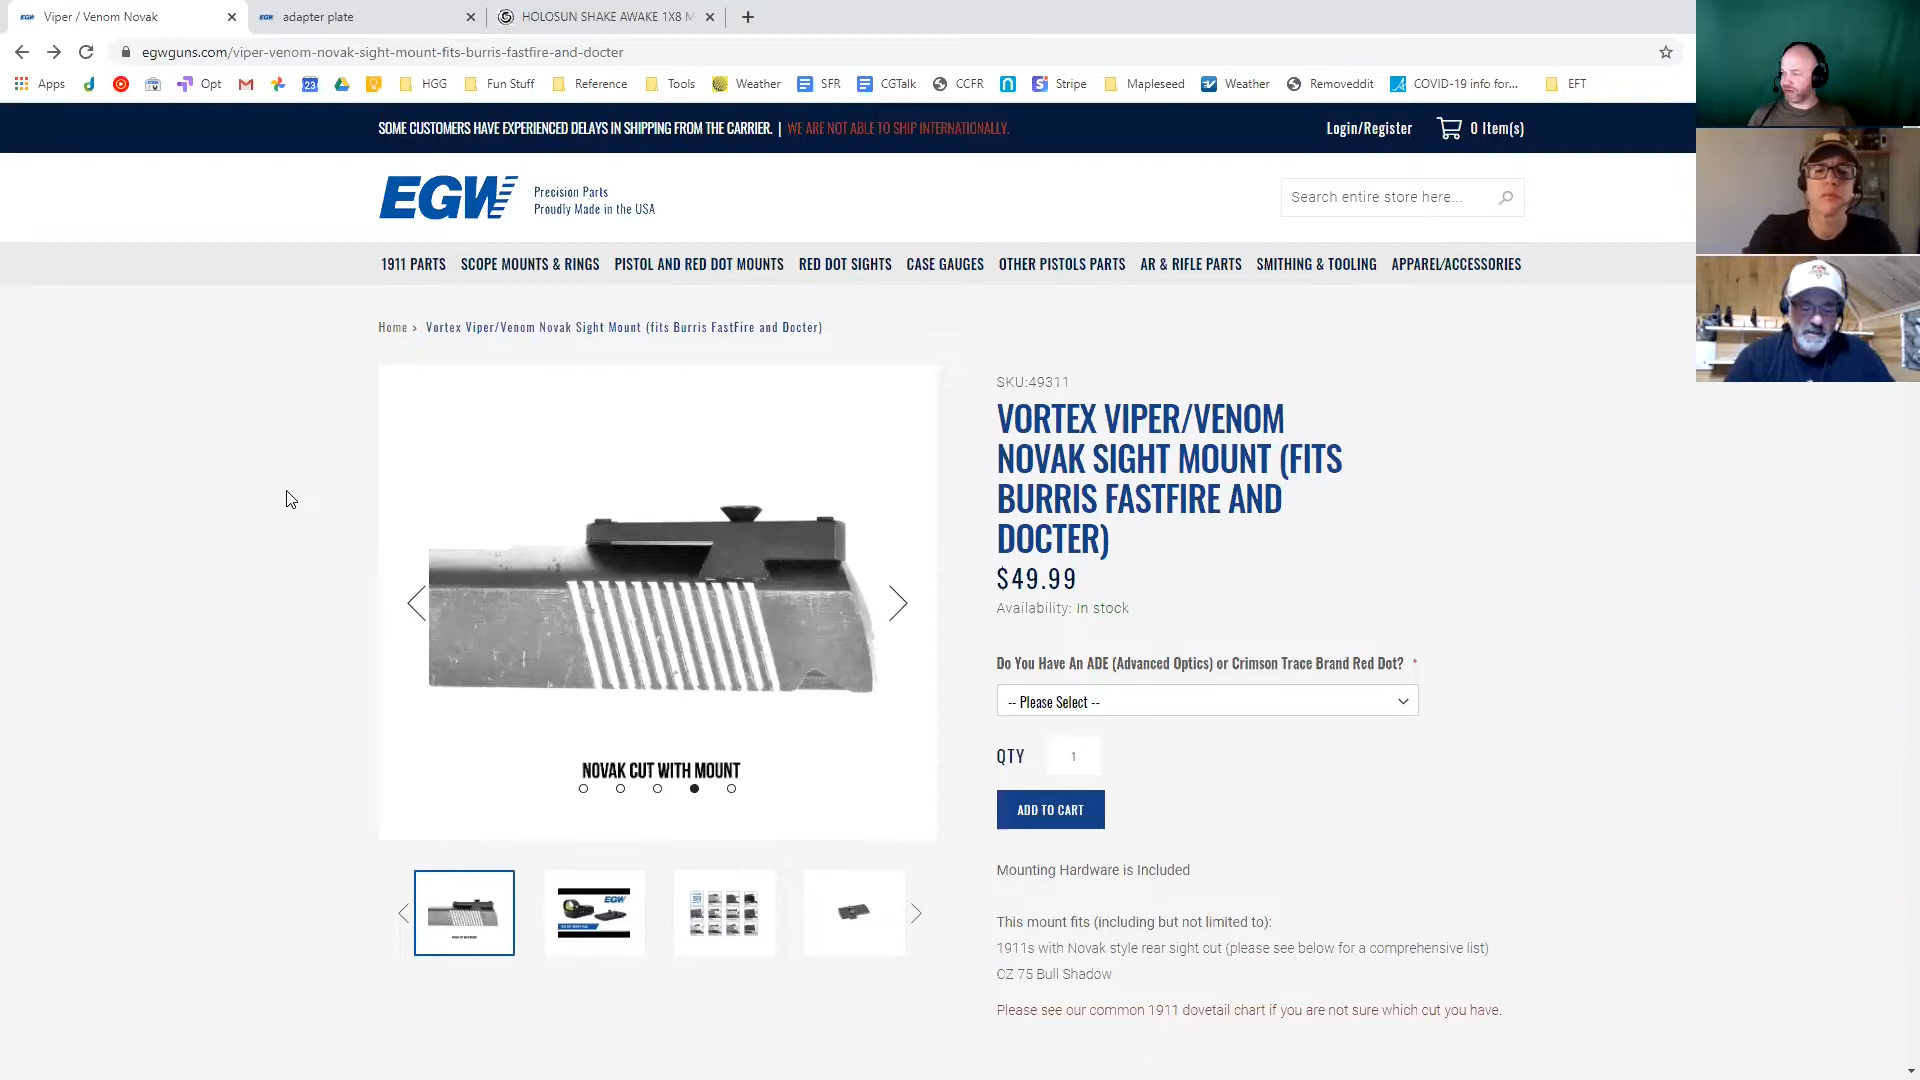 Viper / Venom Novak
adapter plate
HOLOSUN SHAKE AWAKE 1X8 M
egwguns.com/viper-venom-novak-sight-mount-fits-burris-fastfire-and-docter
Apps
Opt
23
HGG
Fun Stuff
Reference
Tools
Weather
SFR
CGTalk
CCFR
Stripe
Mapleseed
Weather
Removeddit
COVID-19 info for...
EFT
SOME CUSTOMERS HAVE EXPERIENCED DELAYS IN SHIPPING FROM THE CARRIER. | WE ARE NOT ABLE TO SHIP INTERNATIONALLY.
Login/Register
0 Item(s)
EGW
Precision Parts
Proudly Made in the USA
Search entire store here...
1911 PARTS
SCOPE MOUNTS & RINGS
PISTOL AND RED DOT MOUNTS
RED DOT SIGHTS
CASE GAUGES
OTHER PISTOLS PARTS
AR & RIFLE PARTS
SMITHING & TOOLING
APPAREL/ACCESSORIES
Home > Vortex Viper/Venom Novak Sight Mount (fits Burris FastFire and Docter)
NOVAK CUT WITH MOUNT
EGW
SKU:49311
VORTEX VIPER/VENOM
NOVAK SIGHT MOUNT (FITS
BURRIS FASTFIRE AND
DOCTER)
$49.99
Availability: In stock
Do You Have An ADE (Advanced Optics) or Crimson Trace Brand Red Dot? *
-- Please Select --
QTY
1
ADD TO CART
Mounting Hardware is Included
This mount fits (including but not limited to):
1911s with Novak style rear sight cut (please see below for a comprehensive list)
CZ 75 Bull Shadow
Please see our common 1911 dovetail chart if you are not sure which cut you have.